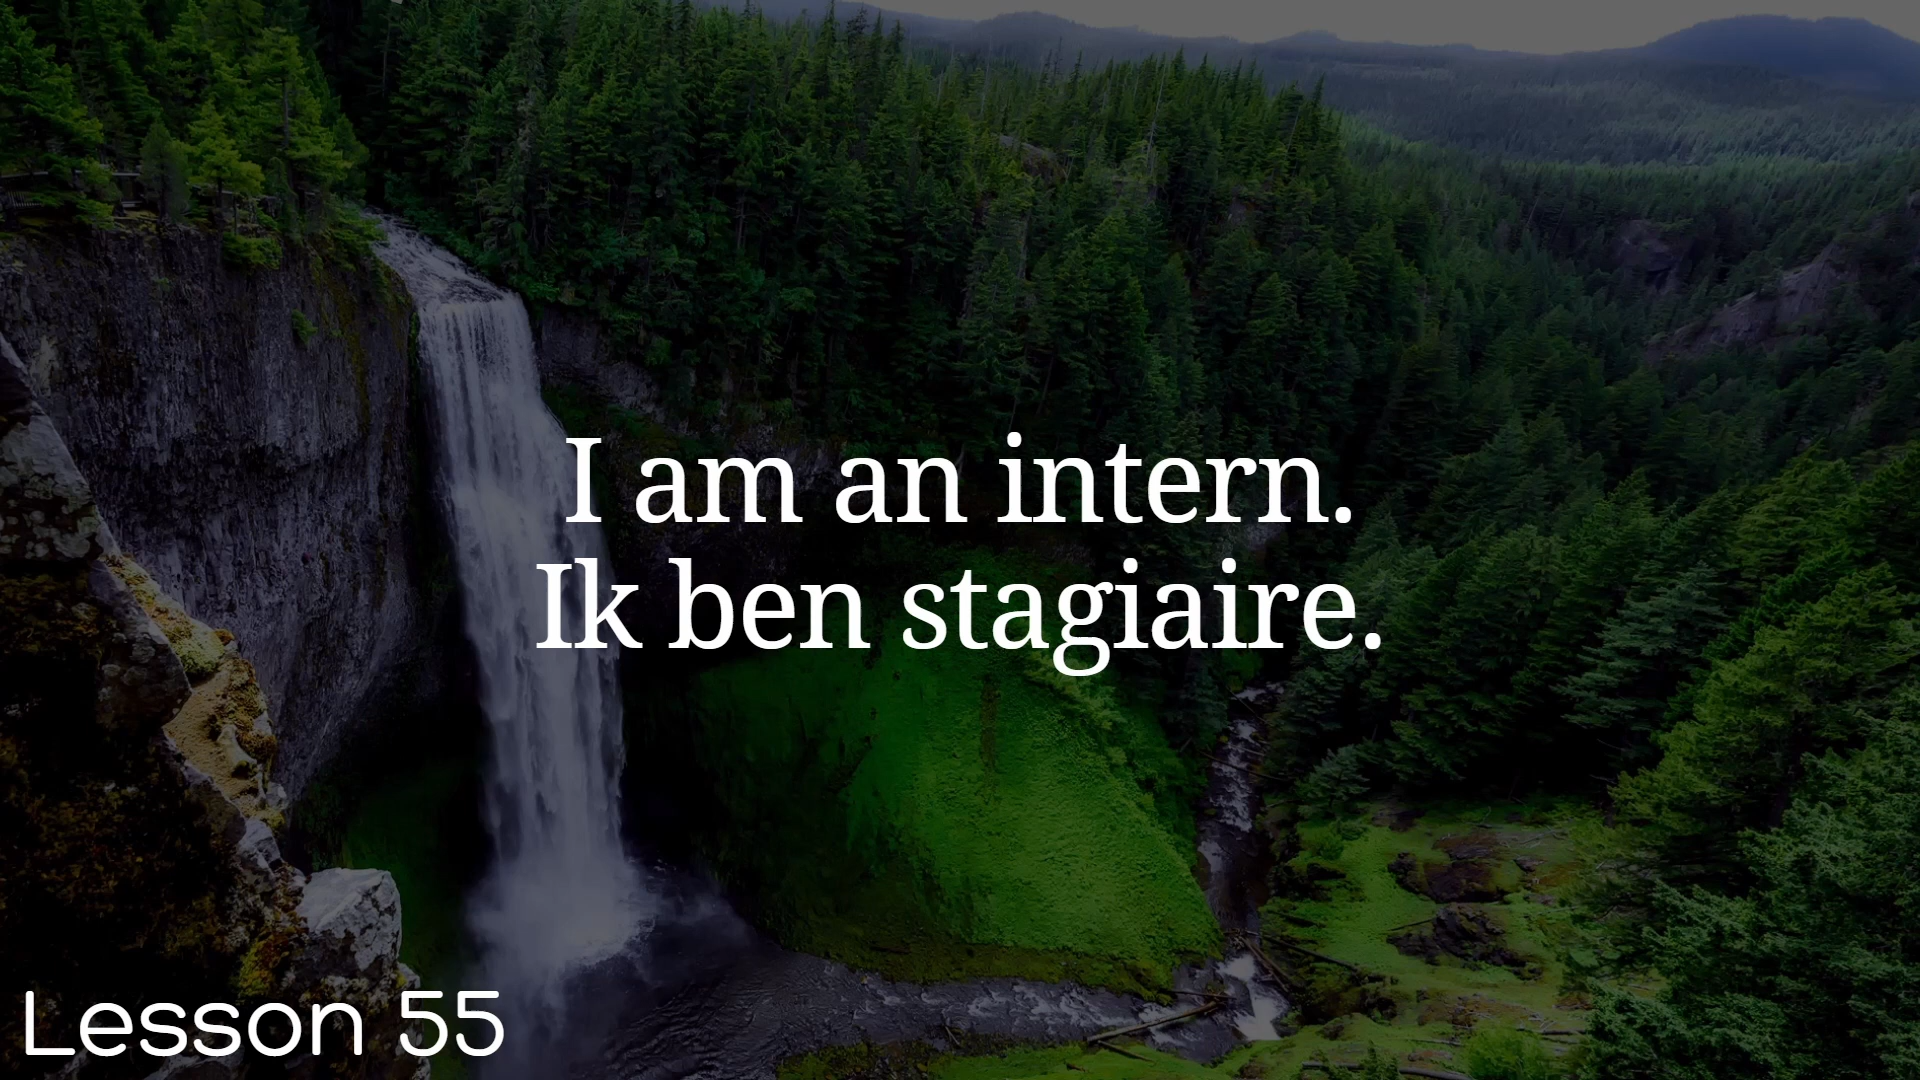 I am an intern.
Ik ben stagiaire.
Lesson 55